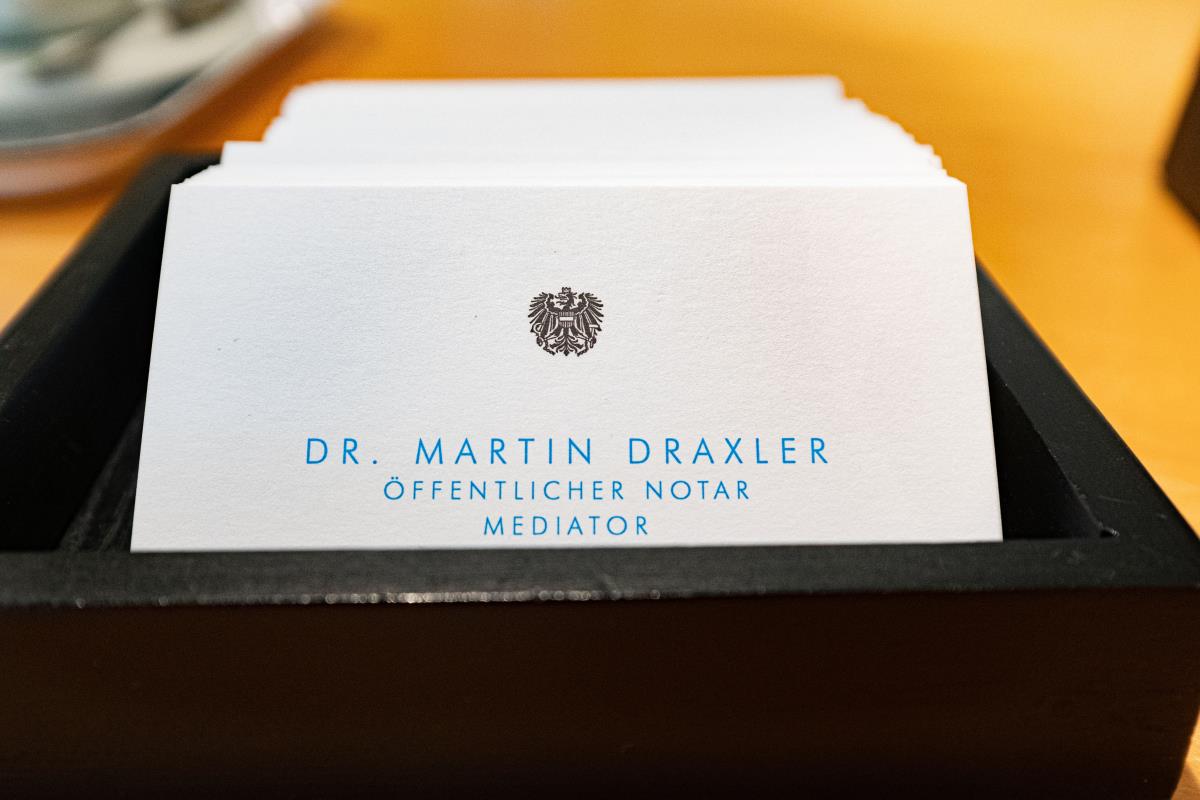 DR. MARTIN DRAXLER
ÖFFENTLICHER NOTAR
MEDIATOR